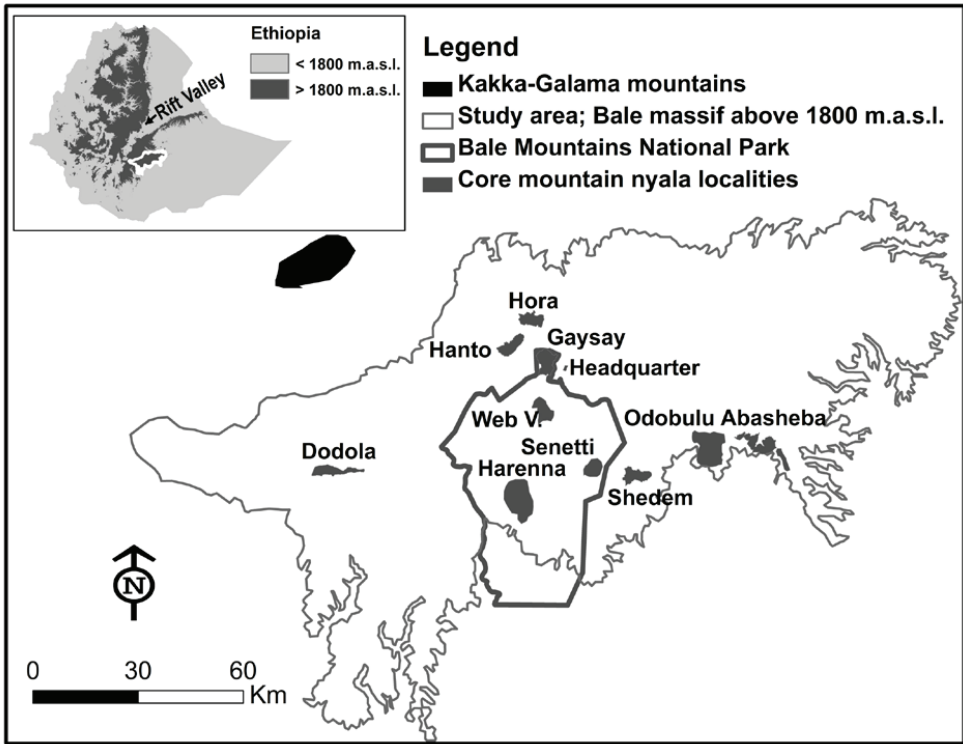 Ethiopia
< 1800 m.a.s.l.
> 1800 m.a.s.l.
Rift Valley
Legend
Kakka-Galama mountains
Study area; Bale massif above 1800 m.a.s.l.
Bale Mountains National Park
Core mountain nyala localities
Hora
Hanto
Gaysay
Headquarter
Web V.
Odobulu Abasheba
Senetti
Dodola
Harenna
Shedem
N
0 30 60
Km